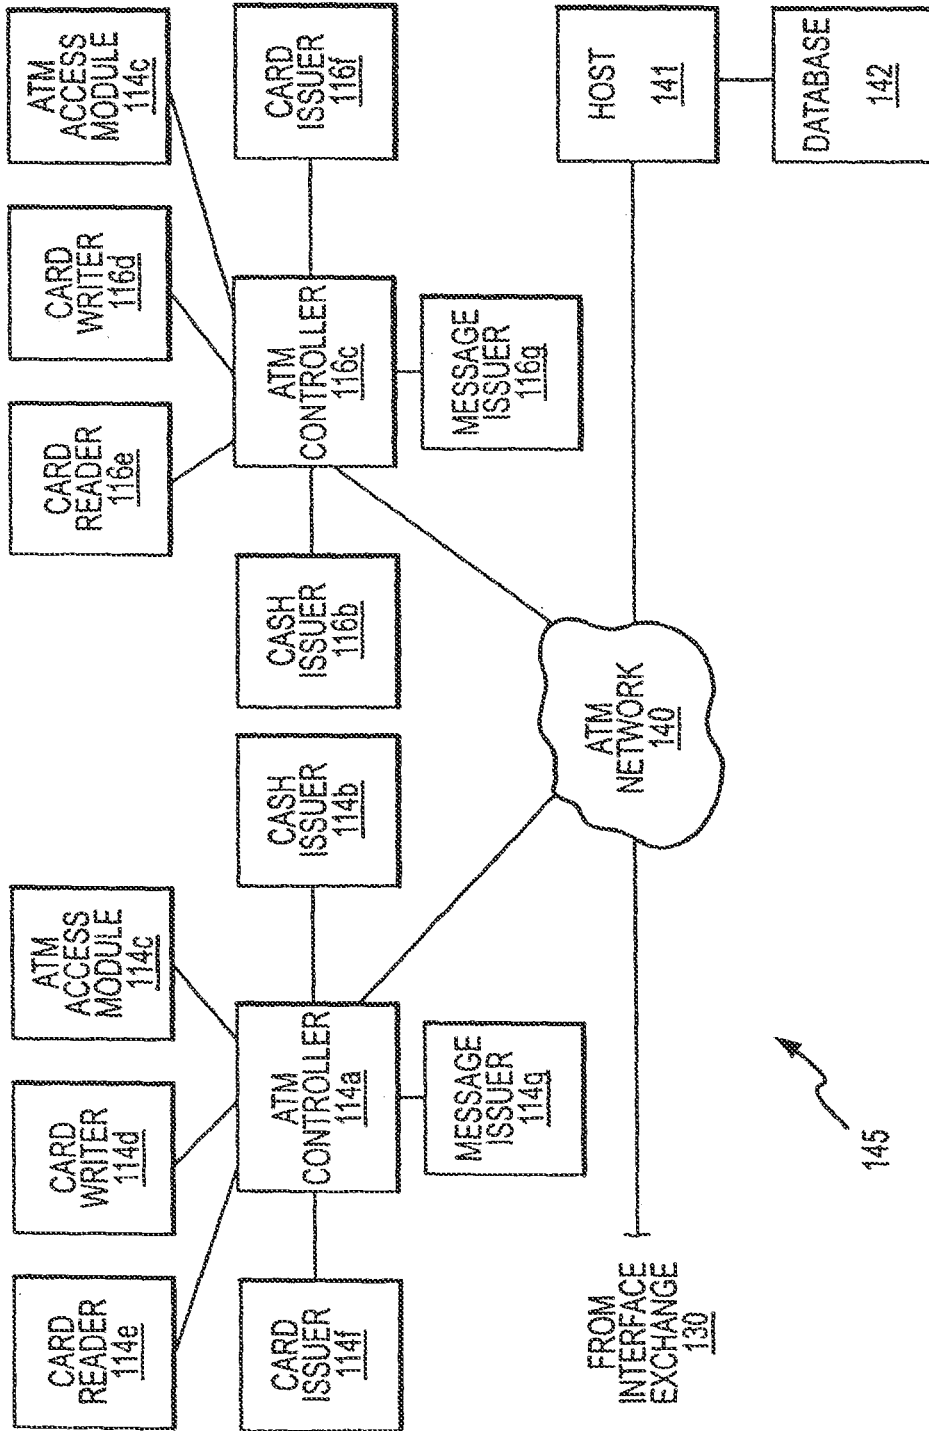 CARD
READER
114e
CARD
WRITER
114d
ATM
ACCESS
MODULE
114c
CARD
READER
116e
CARD
WRITER
116d
ATM
ACCESS
MODULE
114c
CARD
ISSUER
114f
ATM
CONTROLLER
114a
CASH
ISSUER
114b
CASH
ISSUER
116b
ATM
CONTROLLER
116c
CARD
ISSUER
116f
MESSAGE
ISSUER
114g
MESSAGE
ISSUER
116g
FROM
INTERFACE
EXCHANGE
130
ATM
NETWORK
140
HOST
141
DATABASE
142
145